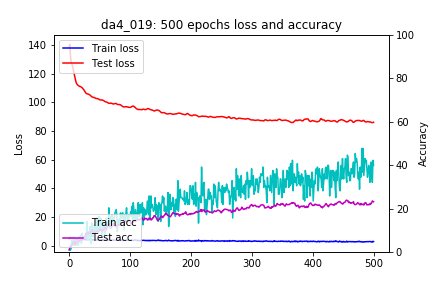 da4_019: 500 epochs loss and accuracy
Train loss
Test loss
Train acc
Test acc
Loss
140
120
100
80
60
40
20
0
Accuracy
100
80
60
40
20
0
0
100
200
300
400
500